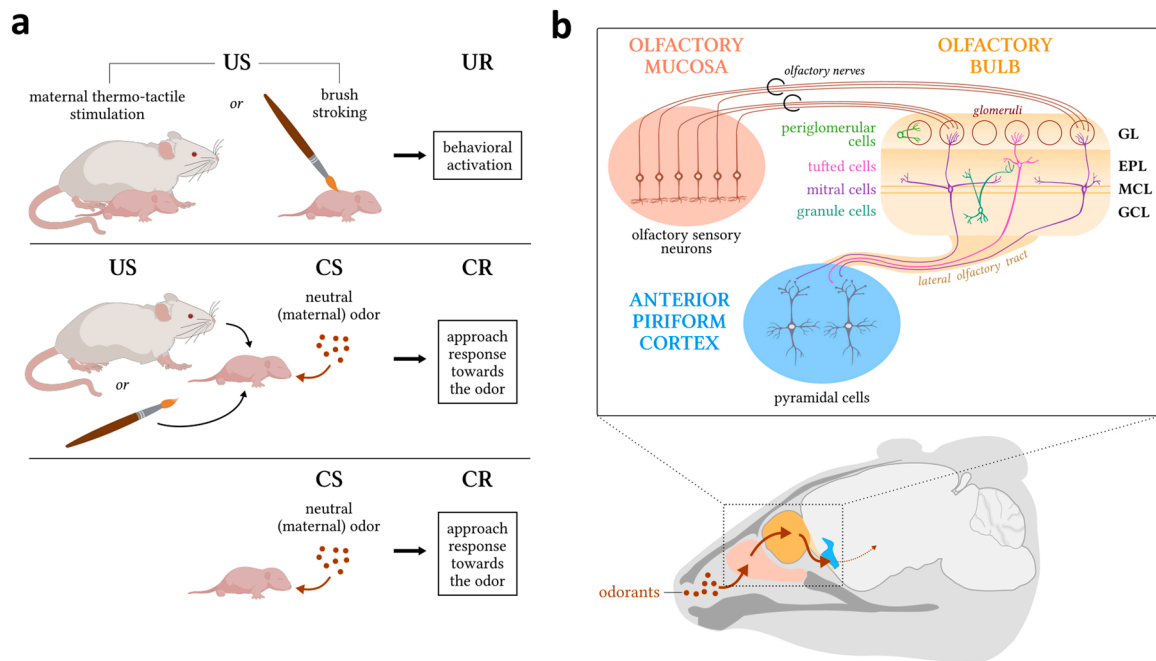 a
US
UR
maternal thermo-tactile
stimulation
or
brush
stroking
behavioral
activation
US
CS
CR
neutral
(maternal) odor
or
approach
response
towards
the odor
CS
CR
neutral
(maternal) odor
approach
response
towards
the odor
b
OLFACTORY
MUCOSA
OLFACTORY
BULB
olfactory nerves
glomeruli
periglomerular
cells
GL
tufted cells
EPL
mitral cells
MCL
granule cells
GCL
olfactory sensory
neurons
lateral olfactory tract
ANTERIOR
PIRIFORM
CORTEX
pyramidal cells
odorants